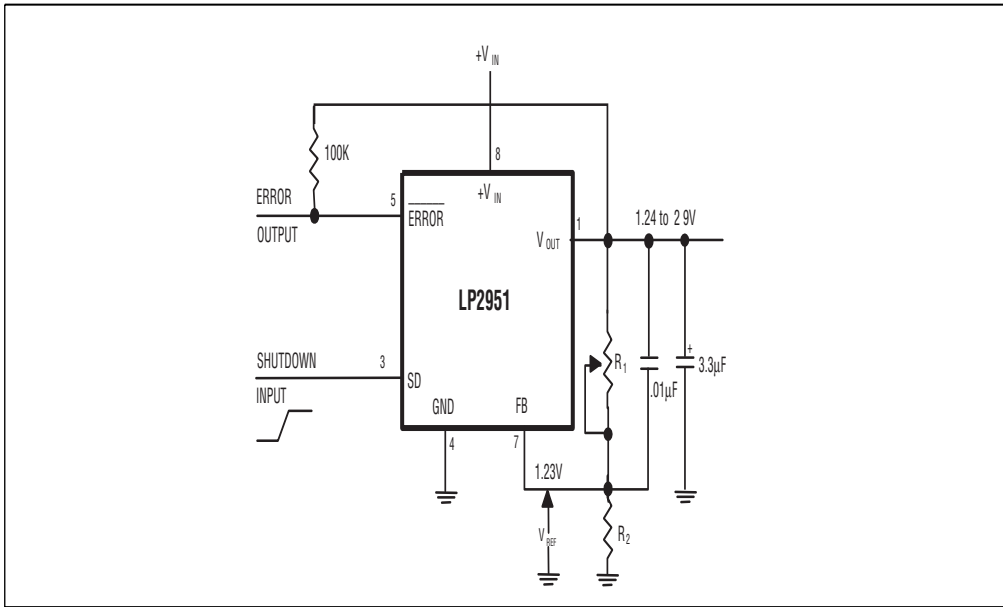 +V IN
100K
8
+V IN
ERROR
5
ERROR
OUTPUT
1.24 to 2 9V
1
V OUT
LP2951
SHUTDOWN
3
SD
R1
+
3.3µF
.01µF
INPUT
GND
FB
4
7
1.23V
V REF
R2